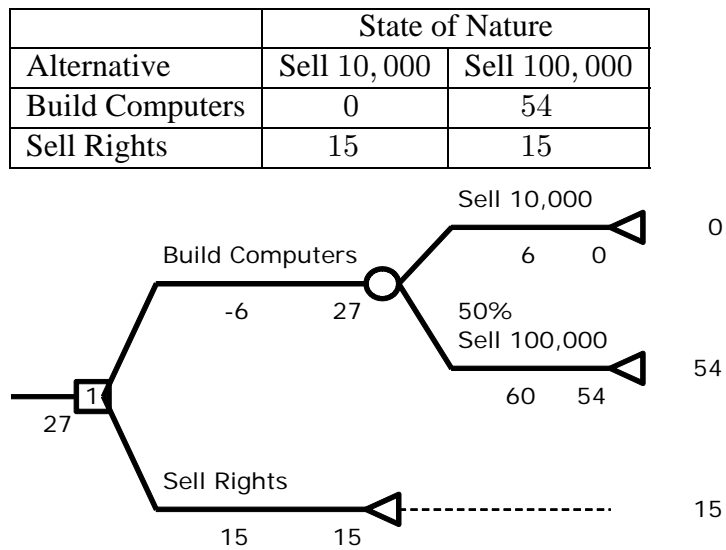 State of Nature
Alternative Sell 10, 000 Sell 100, 000
Build Computers 0 54
Sell Rights 15 15
Sell 10,000
0
Build Computers
6 0
-6 27
50%
Sell 100,000
54
60 54
1
27
Sell Rights
15
15 15